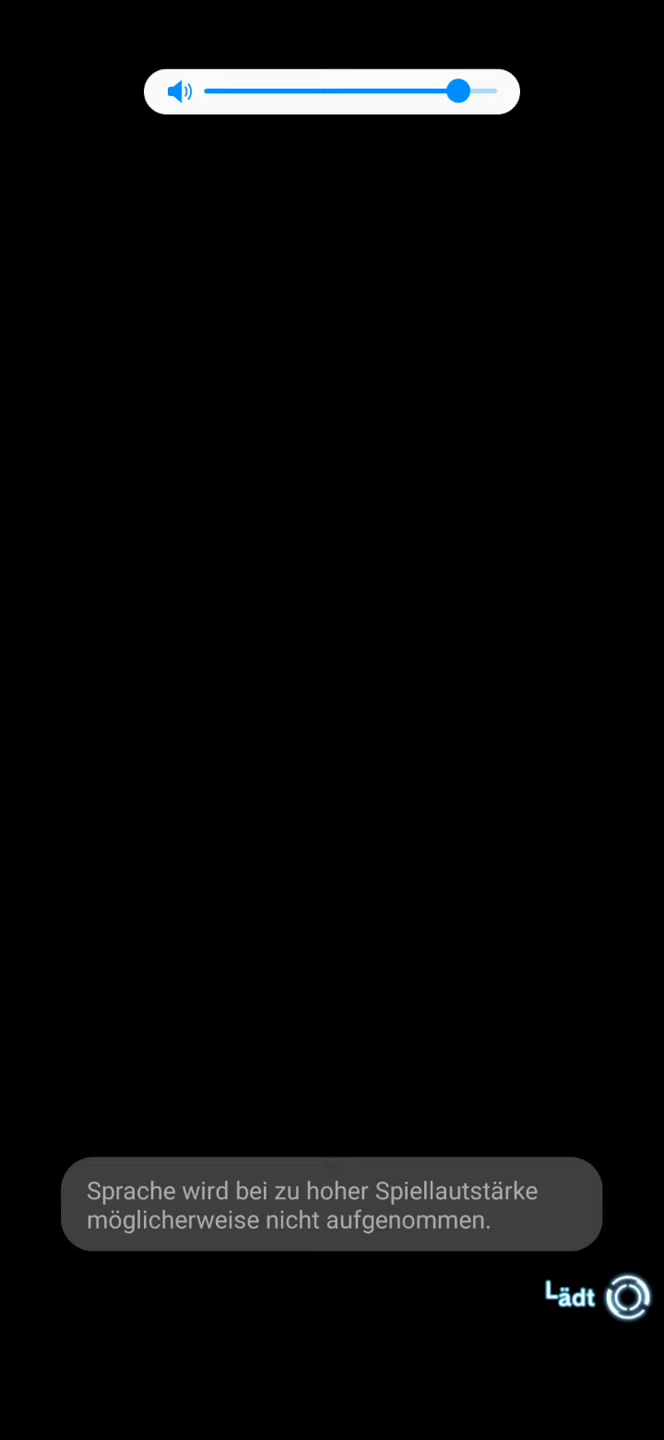 Sprache wird bei zu hoher Spiellautstärke
möglicherweise nicht aufgenommen.
Lädt